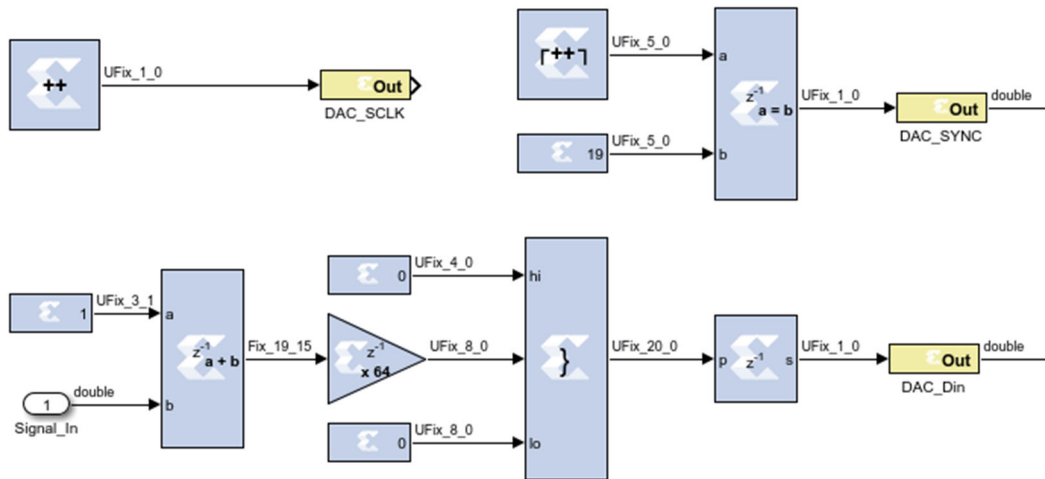 ++
UFix_1_0
Out
DAC_SCLK
┌++┐
UFix_5_0
19
UFix_5_0
a
b
z⁻¹
a = b
UFix_1_0
Out
DAC_SYNC
double
1
UFix_3_1
1
Signal_In
double
a
b
z⁻¹
a + b
Fix_19_15
0
UFix_4_0
z⁻¹
x 64
UFix_8_0
0
UFix_8_0
hi
}
lo
UFix_20_0
p
z⁻¹
s
UFix_1_0
Out
DAC_Din
double